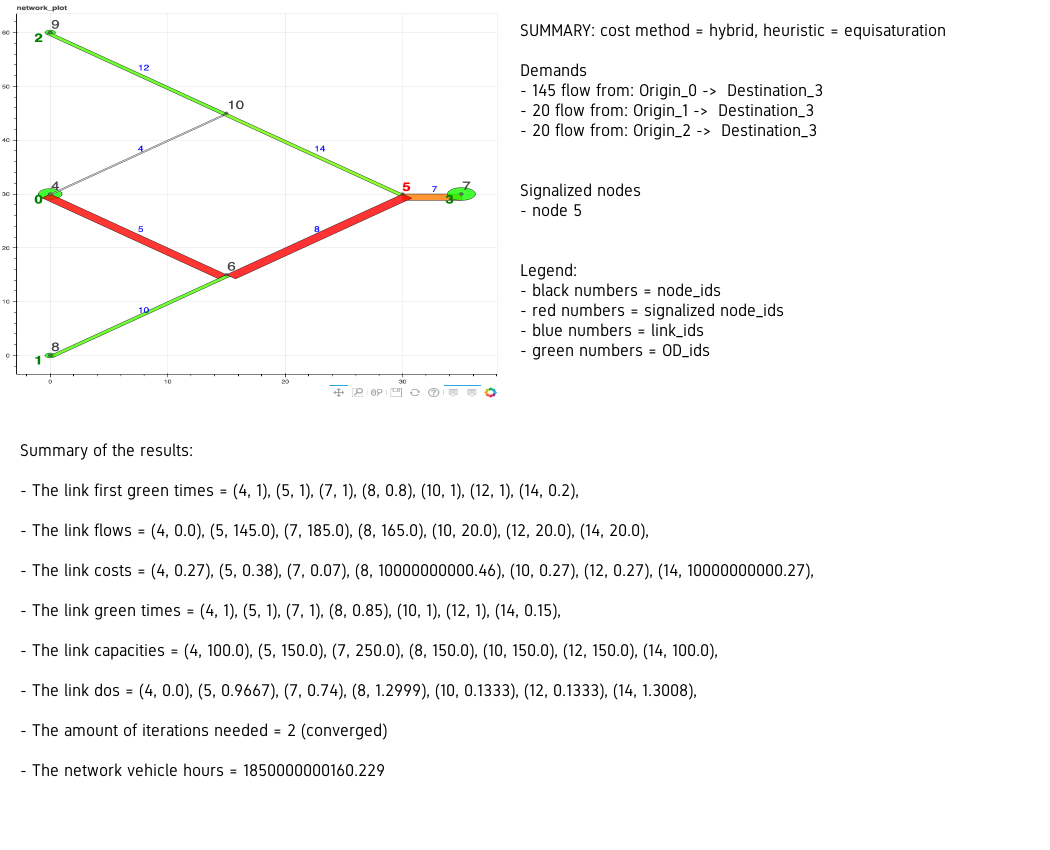 network_plot
60
50
40
30
20
10
0
0
10
20
30
9
2
12
10
4
14
4
0
5
7
7
3
5
8
6
10
8
1
SUMMARY: cost method = hybrid, heuristic = equisaturation
Demands
- 145 flow from: Origin_0 -> Destination_3
- 20 flow from: Origin_1 -> Destination_3
- 20 flow from: Origin_2 -> Destination_3
Signalized nodes
- node 5
Legend:
- black numbers = node_ids
- red numbers = signalized node_ids
- blue numbers = link_ids
- green numbers = OD_ids
Summary of the results:
- The link first green times = (4, 1), (5, 1), (7, 1), (8, 0.8), (10, 1), (12, 1), (14, 0.2),
- The link flows = (4, 0.0), (5, 145.0), (7, 185.0), (8, 165.0), (10, 20.0), (12, 20.0), (14, 20.0),
- The link costs = (4, 0.27), (5, 0.38), (7, 0.07), (8, 10000000000.46), (10, 0.27), (12, 0.27), (14, 10000000000.27),
- The link green times = (4, 1), (5, 1), (7, 1), (8, 0.85), (10, 1), (12, 1), (14, 0.15),
- The link capacities = (4, 100.0), (5, 150.0), (7, 250.0), (8, 150.0), (10, 150.0), (12, 150.0), (14, 100.0),
- The link dos = (4, 0.0), (5, 0.9667), (7, 0.74), (8, 1.2999), (10, 0.1333), (12, 0.1333), (14, 1.3008),
- The amount of iterations needed = 2 (converged)
- The network vehicle hours = 1850000000160.229